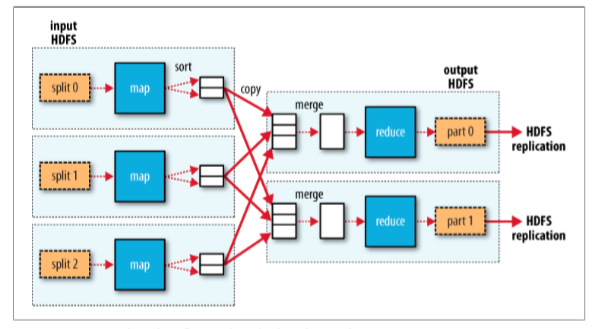 input
HDFS
split 0
map
sort
copy
split 1
map
split 2
map
output
HDFS
merge
reduce
part 0
HDFS
replication
merge
reduce
part 1
HDFS
replication